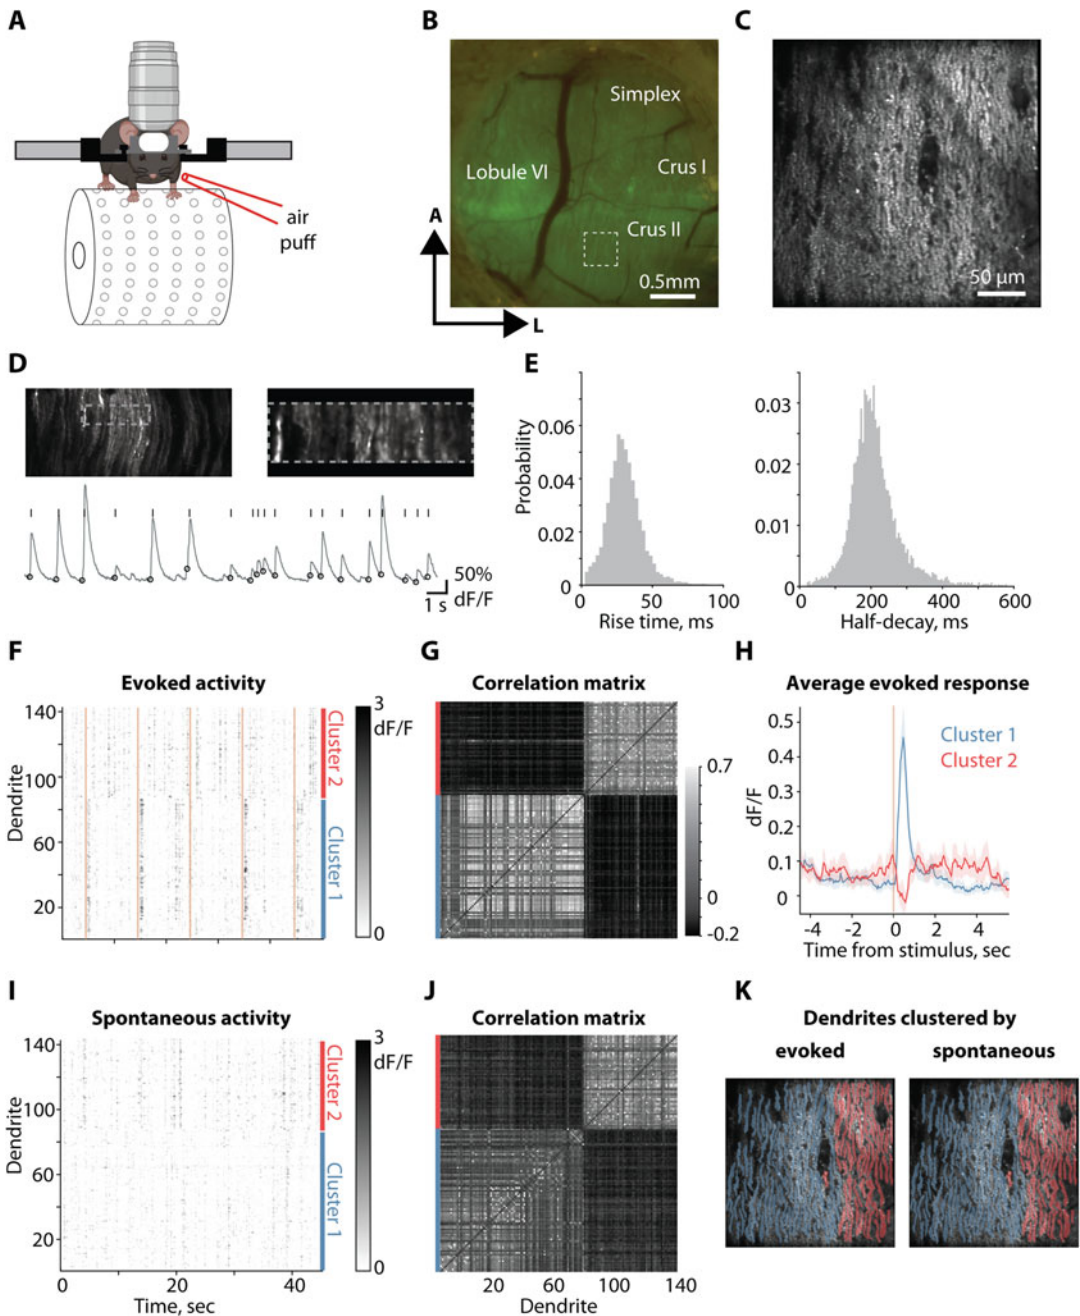 A
air
puff
B
Simplex
Lobule VI
Crus I
Crus II
0.5mm
A
L
C
50 µm
D
50%
dF/F
1 s
E
Probability
0.06
0.04
0.02
0
0 50 100
Rise time, ms
0.03
0.02
0.01
0
0 200 400 600
Half-decay, ms
F
Evoked activity
Dendrite
140
100
60
20
Cluster 2
Cluster 1
3
dF/F
0
G
Correlation matrix
0.7
0
-0.2
H
Average evoked response
Cluster 1
Cluster 2
dF/F
0.5
0.4
0.3
0.2
0.1
0
-4 -2 0 2 4
Time from stimulus, sec
I
Spontaneous activity
Dendrite
140
100
60
20
0 20 40
Time, sec
Cluster 2
Cluster 1
3
dF/F
0
J
Correlation matrix
20 60 100 140
Dendrite
K
Dendrites clustered by
evoked spontaneous